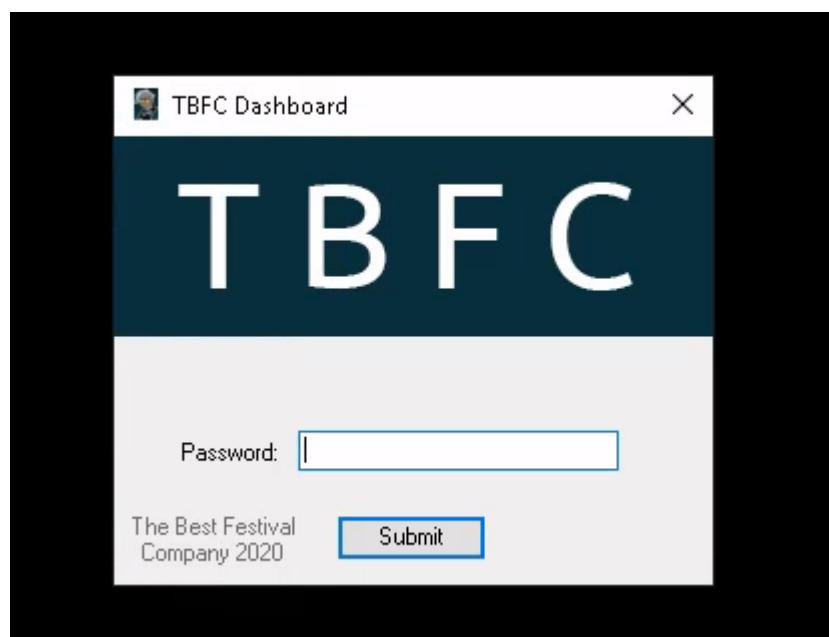 TBFC Dashboard
T B F C
Password:
The Best Festival
Company 2020
Submit